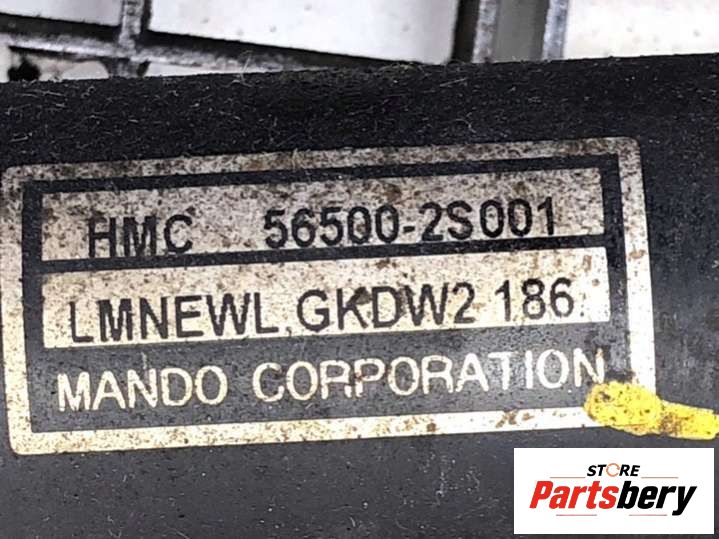 HMC 56500-2S001
LMNEWL,GKDW2 186
MANDO CORPORATION
STORE
Partsbery